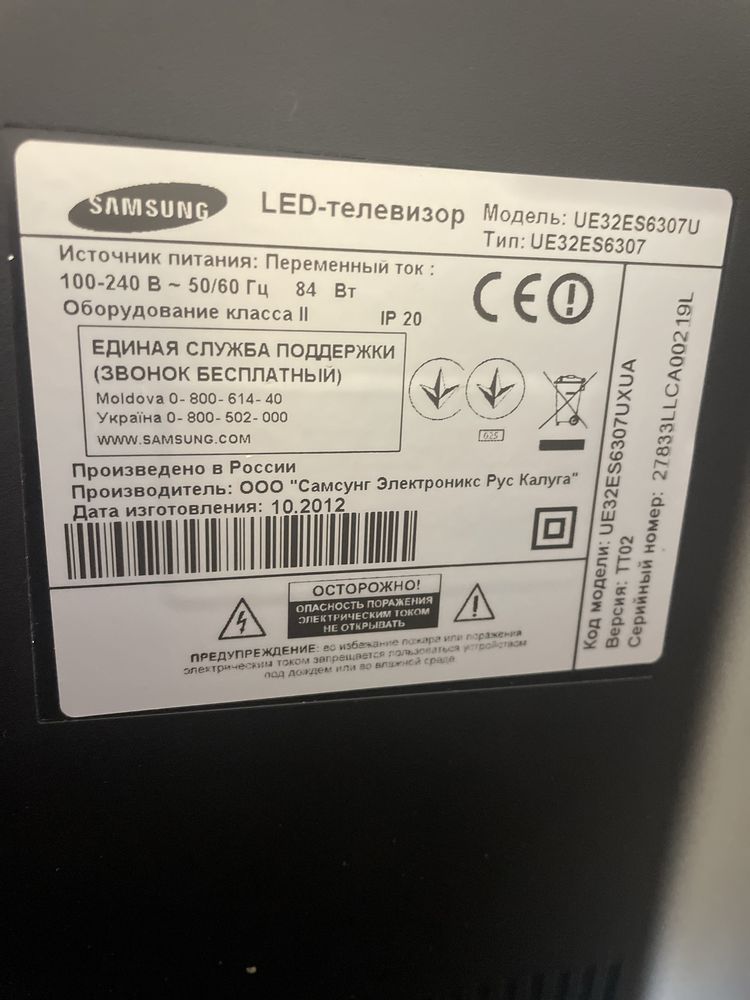 SAMSUNG
LED-телевизор
Модель: UE32ES6307U
Тип: UE32ES6307
Источник питания: Переменный ток :
100-240 В ~ 50/60 Гц 84 Вт
Оборудование класса II IP 20
ЕДИНАЯ СЛУЖБА ПОДДЕРЖКИ
(ЗВОНОК БЕСПЛАТНЫЙ)
Moldova 0-800-614-40
Україна 0-800-502-000
WWW.SAMSUNG.COM
025
Произведено в России
Производитель: ООО "Самсунг Электроникс Рус Калуга"
Дата изготовления: 10.2012
ОСТОРОЖНО!
ОПАСНОСТЬ ПОРАЖЕНИЯ
ЭЛЕКТРИЧЕСКИМ ТОКОМ
НЕ ОТКРЫВАТЬ
ПРЕДУПРЕЖДЕНИЕ: во избежание пожара или поражения
электрическим током запрещается пользоваться устройством
под дождем или во влажной среде
Код модели: UE32ES6307UXUA
Версия: TT02
Серийный номер: 27833LLCA00219L